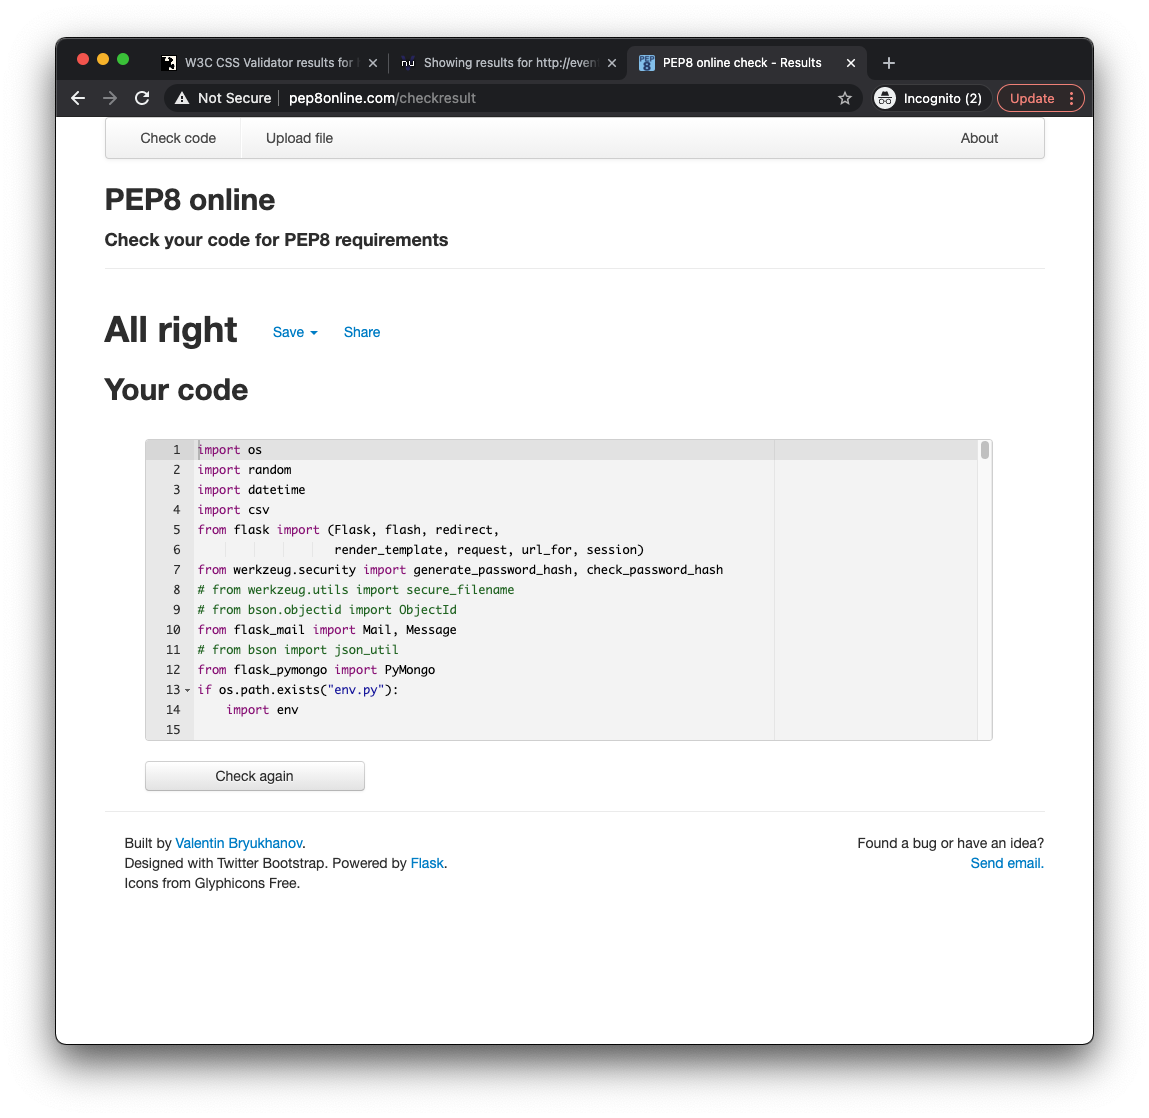 W3C CSS Validator results for
nu Showing results for http://even
PEP 8 PEP8 online check - Results
Not Secure pep8online.com/checkresult
Incognito (2)
Update
Check code
Upload file
About
PEP8 online
Check your code for PEP8 requirements
All right Save Share
Your code
1 import os
2 import random
3 import datetime
4 import csv
5 from flask import (Flask, flash, redirect,
6 render_template, request, url_for, session)
7 from werkzeug.security import generate_password_hash, check_password_hash
8 # from werkzeug.utils import secure_filename
9 # from bson.objectid import ObjectId
10 from flask_mail import Mail, Message
11 # from bson import json_util
12 from flask_pymongo import PyMongo
13 if os.path.exists("env.py"):
14 import env
15
Check again
Built by Valentin Bryukhanov.
Designed with Twitter Bootstrap. Powered by Flask.
Icons from Glyphicons Free.
Found a bug or have an idea?
Send email.